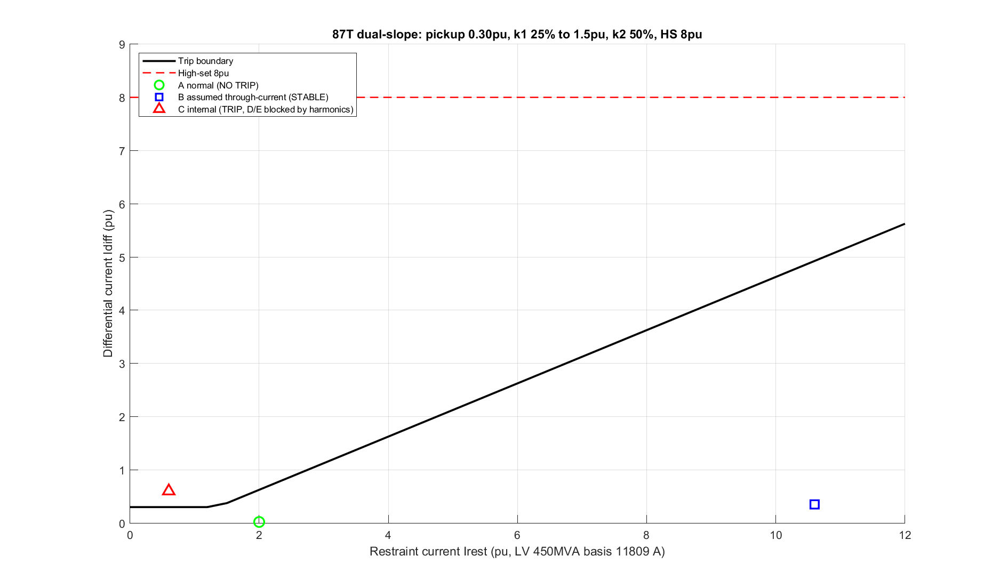 87T dual-slope: pickup 0.30pu, k1 25% to 1.5pu, k2 50%, HS 8pu
Trip boundary
High-set 8pu
A normal (NO TRIP)
B assumed through-current (STABLE)
C internal (TRIP, D/E blocked by harmonics)
9
8
7
6
5
4
3
2
1
0
Differential current Idiff (pu)
0 2 4 6 8 10 12
Restraint current Irest (pu, LV 450MVA basis 11809 A)